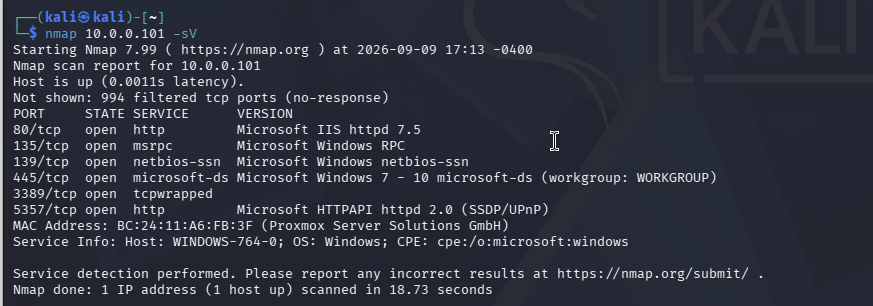 ┌──(kali㉿kali)-[~]
└─$ nmap 10.0.0.101 -sV
Starting Nmap 7.99 ( https://nmap.org ) at 2026-09-09 17:13 -0400
Nmap scan report for 10.0.0.101
Host is up (0.0011s latency).
Not shown: 994 filtered tcp ports (no-response)
PORT     STATE SERVICE      VERSION
80/tcp   open  http         Microsoft IIS httpd 7.5
135/tcp  open  msrpc        Microsoft Windows RPC
139/tcp  open  netbios-ssn  Microsoft Windows netbios-ssn
445/tcp  open  microsoft-ds Microsoft Windows 7 - 10 microsoft-ds (workgroup: WORKGROUP)
3389/tcp open  tcpwrapped
5357/tcp open  http         Microsoft HTTPAPI httpd 2.0 (SSDP/UPnP)
MAC Address: BC:24:11:A6:FB:3F (Proxmox Server Solutions GmbH)
Service Info: Host: WINDOWS-764-0; OS: Windows; CPE: cpe:/o:microsoft:windows

Service detection performed. Please report any incorrect results at https://nmap.org/submit/ .
Nmap done: 1 IP address (1 host up) scanned in 18.73 seconds
KALI